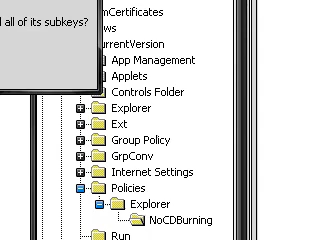 mCertificates
l all of its subkeys?
ws
urrentVersion
App Management
Applets
Controls Folder
Explorer
Ext
Group Policy
GrpConv
Internet Settings
Policies
Explorer
NoCDBurning
Run